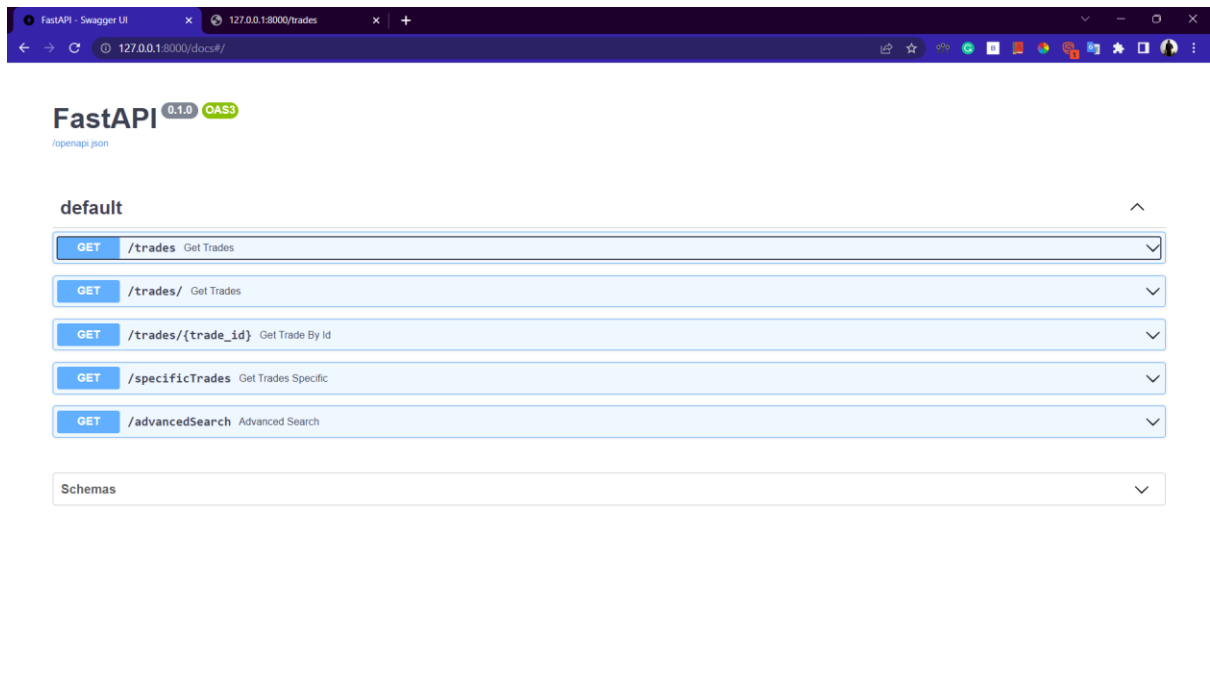 FastAPI - Swagger UI
127.0.0.1:8000/trades
127.0.0.1:8000/docs#/
FastAPI 0.1.0 OAS3
/openapi.json
default
GET /trades Get Trades
GET /trades/ Get Trades
GET /trades/{trade_id} Get Trade By Id
GET /specificTrades Get Trades Specific
GET /advancedSearch Advanced Search
Schemas